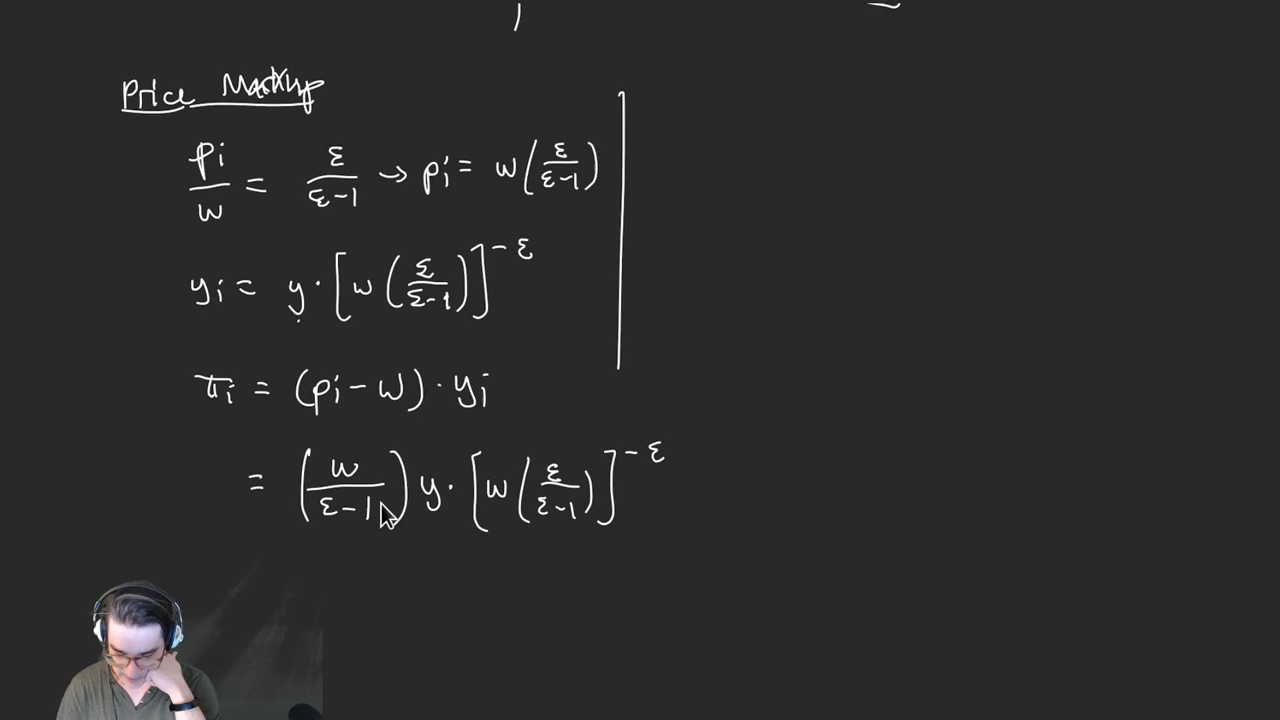 Price Markup
pi/w = ε/(ε-1) → pi = w(ε/(ε-1))
yi = y · [w(ε/(ε-1))]^-ε
πi = (pi - w) · yi
= (w/(ε-1)) y · [w(ε/(ε-1))]^-ε